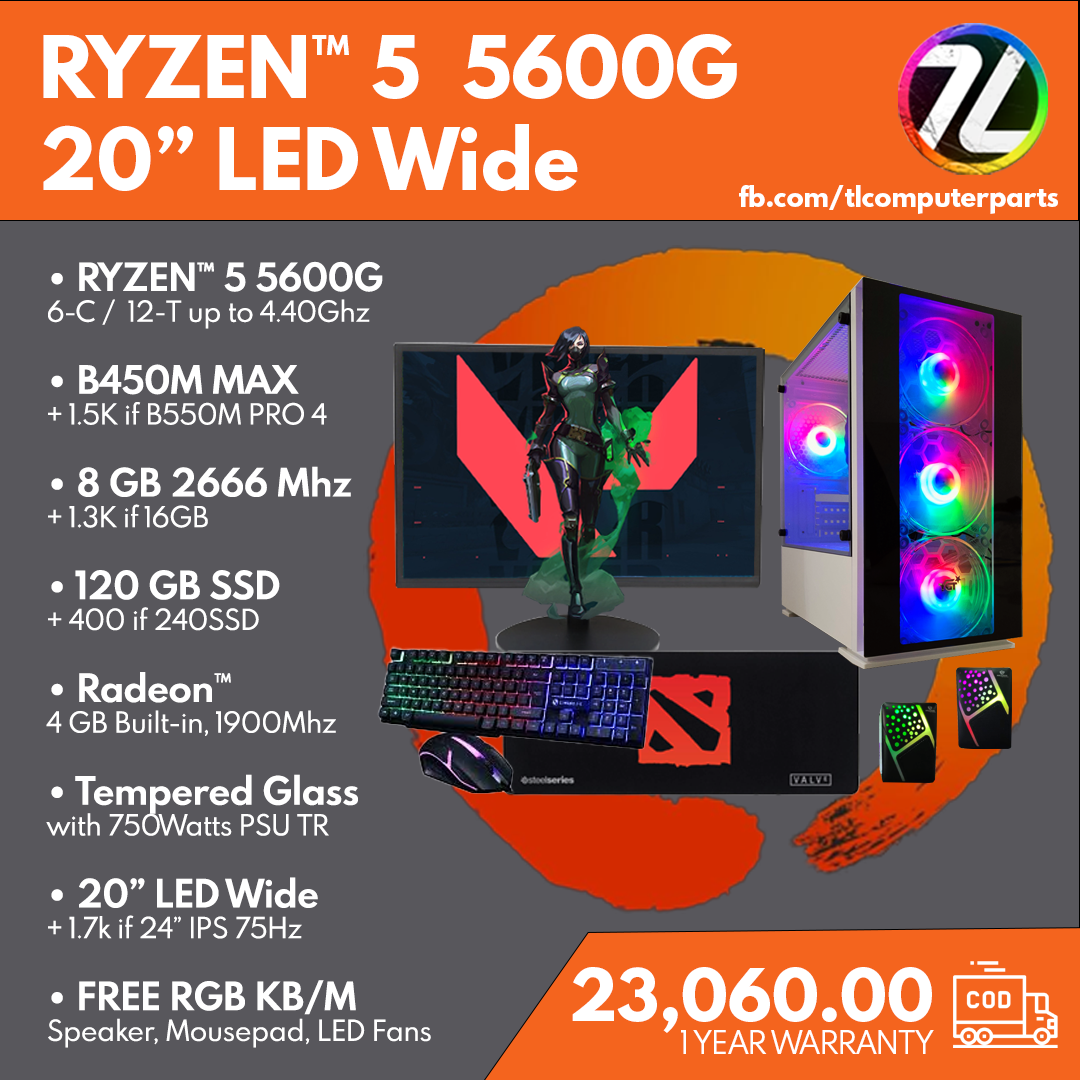 RYZEN™ 5 5600G
20” LED Wide
TL
fb.com/tlcomputerparts
• RYZEN™ 5 5600G
6-C / 12-T up to 4.40Ghz
• B450M MAX
+ 1.5K if B550M PRO 4
• 8 GB 2666 Mhz
+ 1.3K if 16GB
• 120 GB SSD
+ 400 if 240SSD
• Radeon™
4 GB Built-in, 1900Mhz
• Tempered Glass
with 750Watts PSU TR
• 20” LED Wide
+ 1.7k if 24” IPS 75Hz
• FREE RGB KB/M
Speaker, Mousepad, LED Fans
steelseries
VALVE
23,060.00
1 YEAR WARRANTY
COD